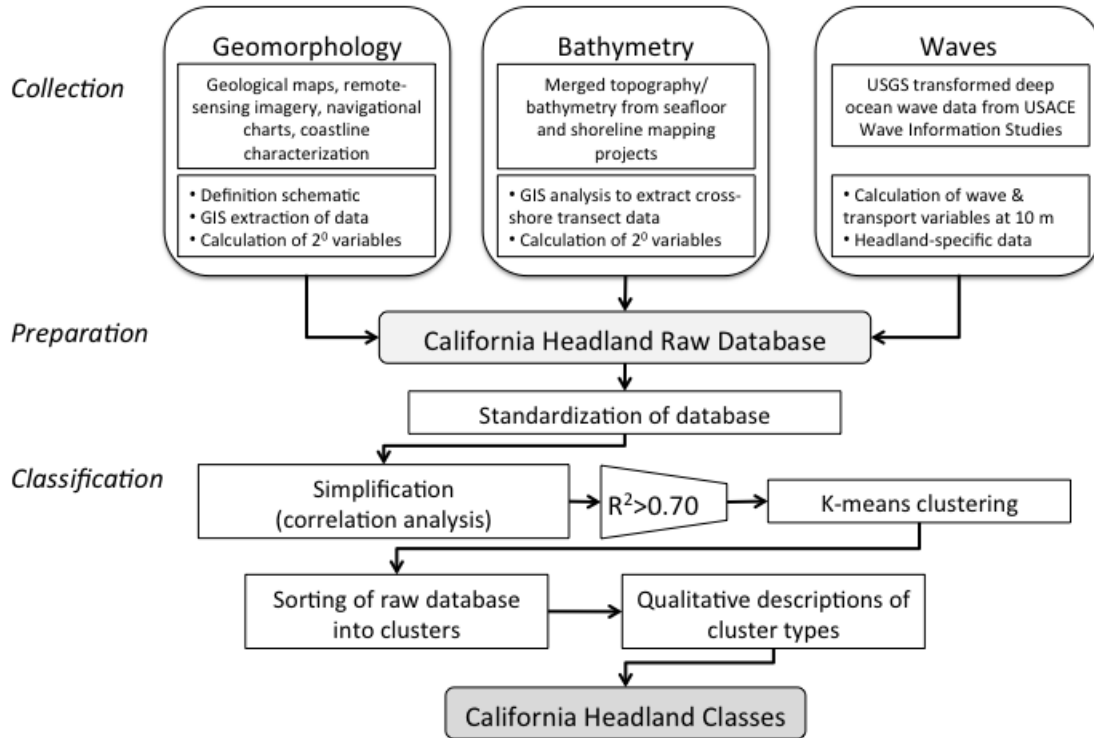 Collection
Geomorphology
Geological maps, remote-
sensing imagery, navigational
charts, coastline
characterization
• Definition schematic
• GIS extraction of data
• Calculation of 2⁰ variables
Bathymetry
Merged topography/
bathymetry from seafloor
and shoreline mapping
projects
• GIS analysis to extract cross-
shore transect data
• Calculation of 2⁰ variables
Waves
USGS transformed deep
ocean wave data from USACE
Wave Information Studies
• Calculation of wave &
transport variables at 10 m
• Headland-specific data
Preparation
California Headland Raw Database
Standardization of database
Classification
Simplification
(correlation analysis)
R²>0.70
K-means clustering
Sorting of raw database
into clusters
Qualitative descriptions of
cluster types
California Headland Classes